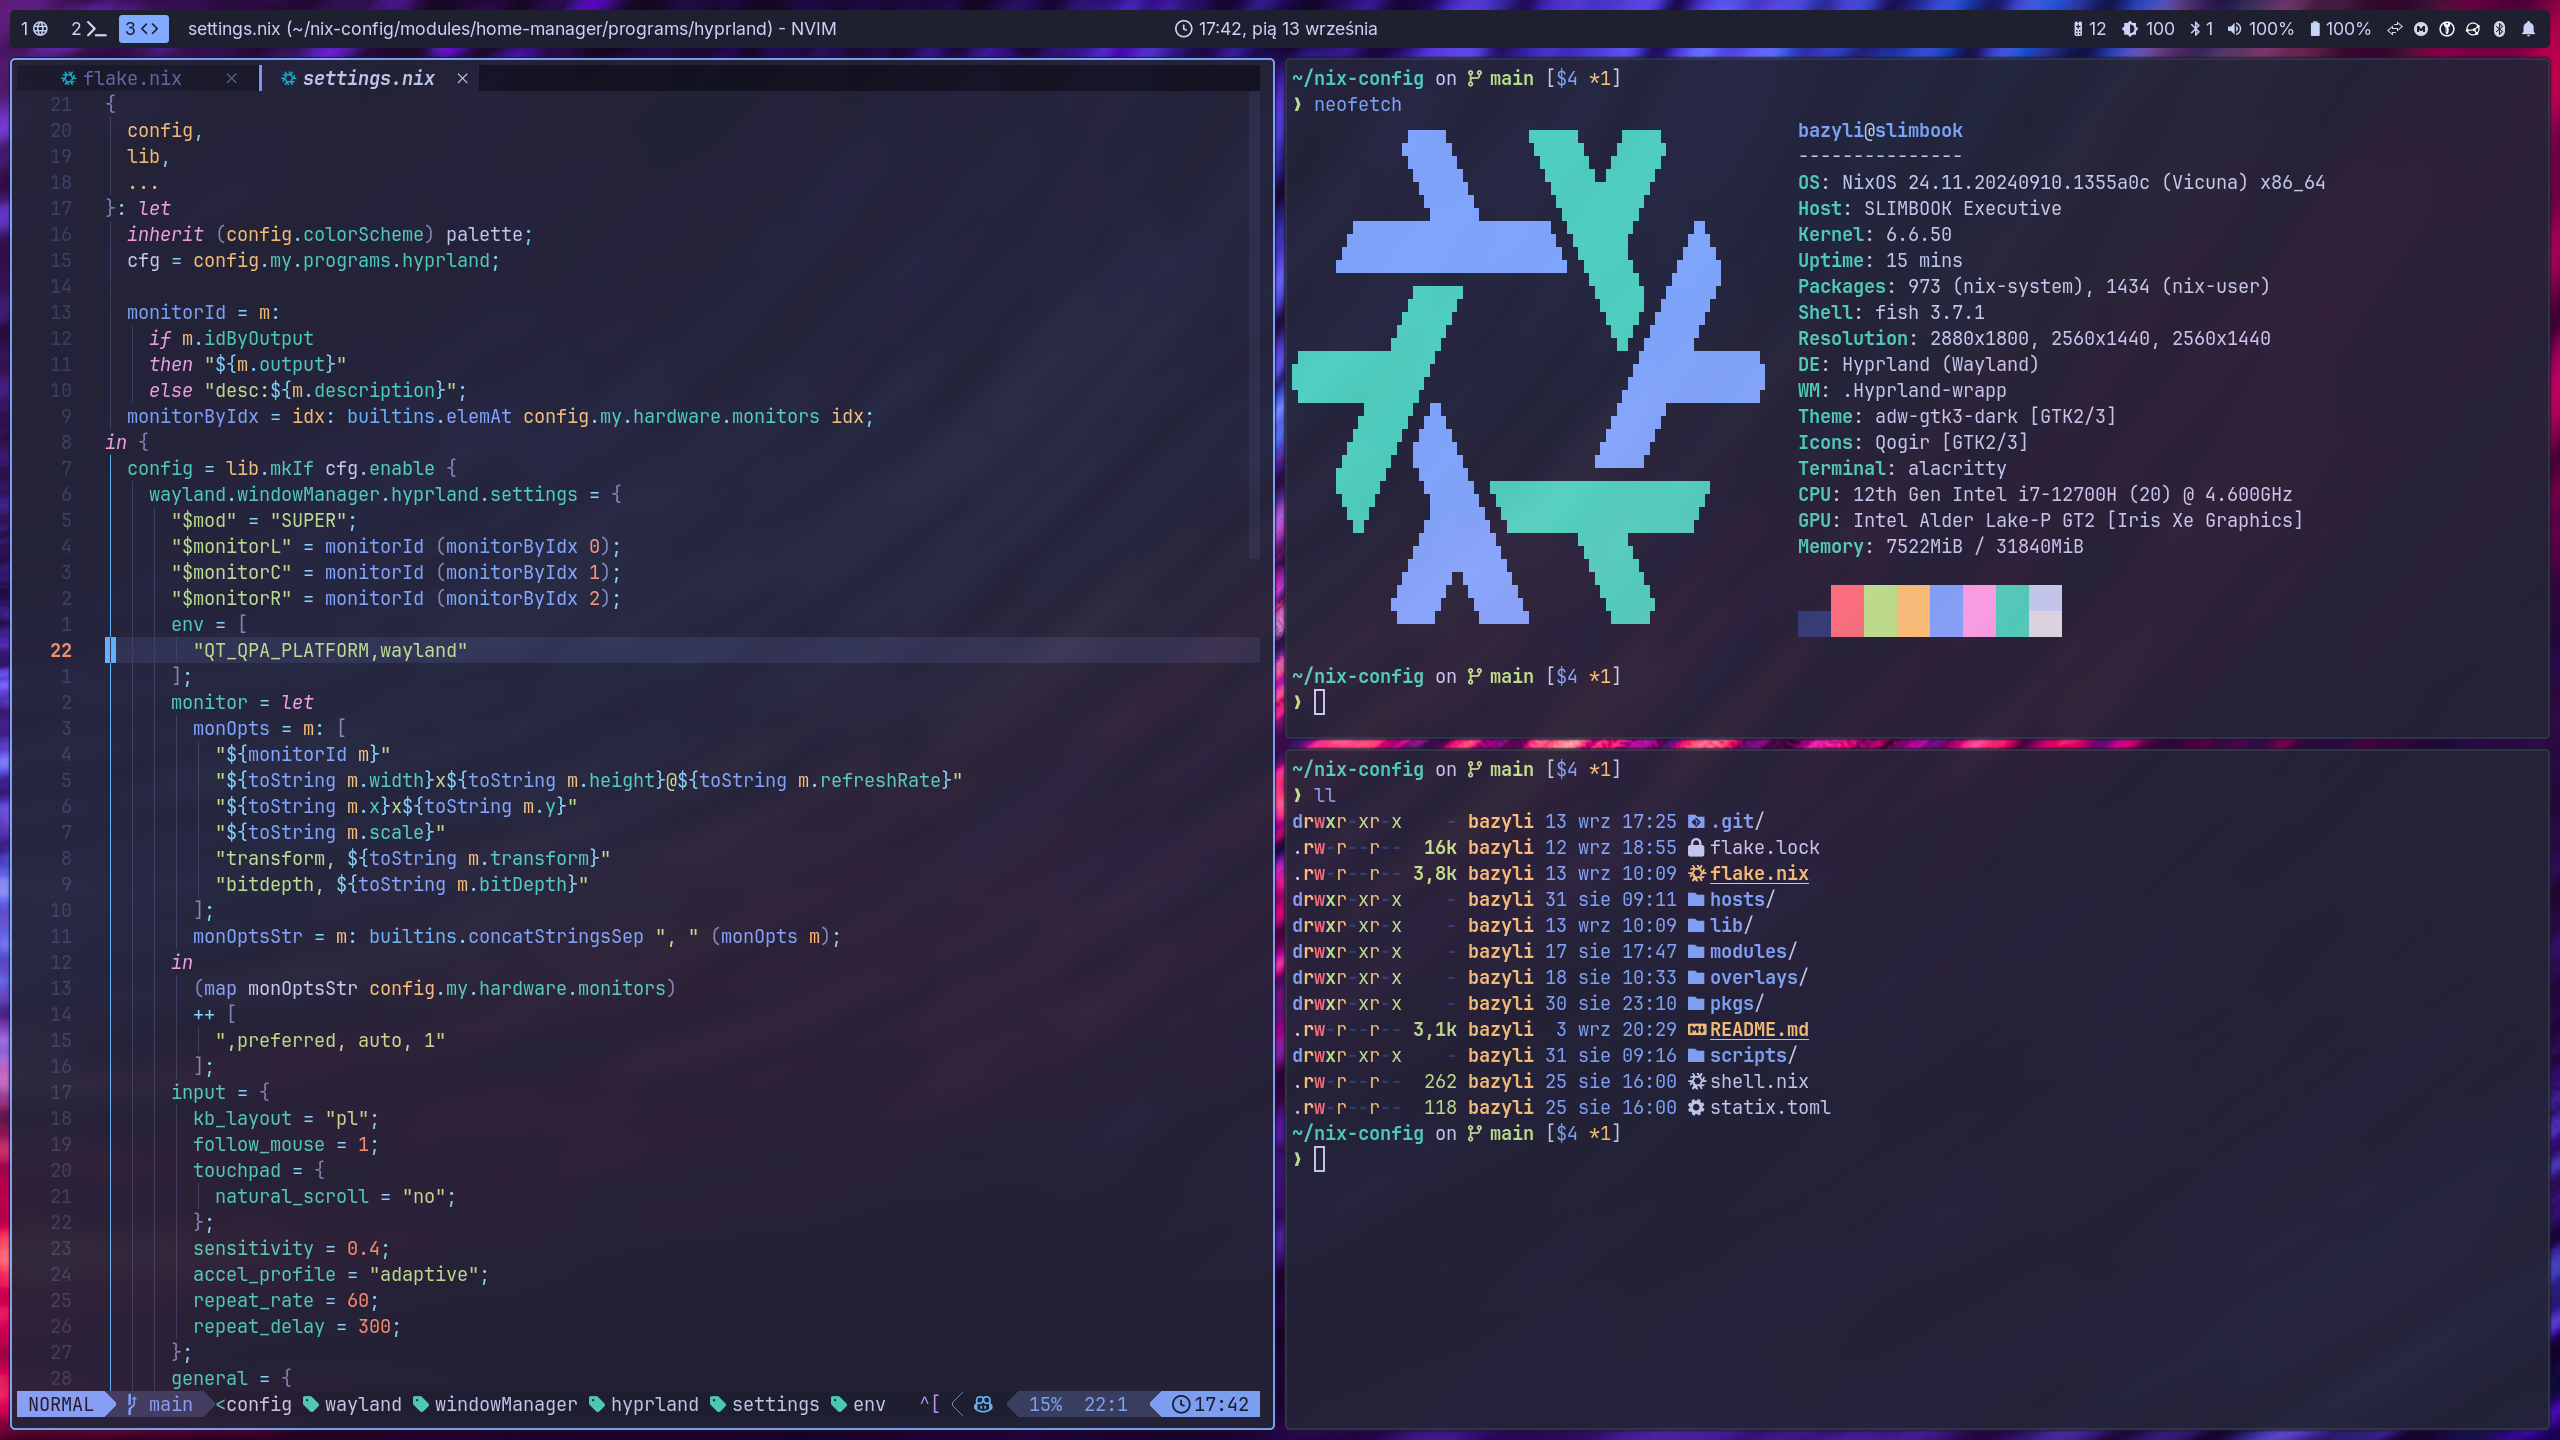 1 2 3 settings.nix (~/nix-config/modules/home-manager/programs/hyprland) - NVIM
17:42, pią 13 września
12 100 1 100% 100%
flake.nix × settings.nix ×
21 {
20 config,
19 lib,
18 ...
17 }: let
16 inherit (config.colorScheme) palette;
15 cfg = config.my.programs.hyprland;
14
13 monitorId = m:
12 if m.idByOutput
11 then "${m.output}"
10 else "desc:${m.description}";
9 monitorByIdx = idx: builtins.elemAt config.my.hardware.monitors idx;
8 in {
7 config = lib.mkIf cfg.enable {
6 wayland.windowManager.hyprland.settings = {
5 "$mod" = "SUPER";
4 "$monitorL" = monitorId (monitorByIdx 0);
3 "$monitorC" = monitorId (monitorByIdx 1);
2 "$monitorR" = monitorId (monitorByIdx 2);
1 env = [
22 "QT_QPA_PLATFORM,wayland"
1 ];
2 monitor = let
3 monOpts = m: [
4 "${monitorId m}"
5 "${toString m.width}x${toString m.height}@${toString m.refreshRate}"
6 "${toString m.x}x${toString m.y}"
7 "${toString m.scale}"
8 "transform, ${toString m.transform}"
9 "bitdepth, ${toString m.bitDepth}"
10 ];
11 monOptsStr = m: builtins.concatStringsSep ", " (monOpts m);
12 in
13 (map monOptsStr config.my.hardware.monitors)
14 ++ [
15 ",preferred, auto, 1"
16 ];
17 input = {
18 kb_layout = "pl";
19 follow_mouse = 1;
20 touchpad = {
21 natural_scroll = "no";
22 };
23 sensitivity = 0.4;
24 accel_profile = "adaptive";
25 repeat_rate = 60;
26 repeat_delay = 300;
27 };
28 general = {
NORMAL main <config wayland windowManager hyprland settings env ^[ 15% 22:1 17:42
~/nix-config on main [$4 *1]
❯ neofetch
bazyli@slimbook
---------------
OS: NixOS 24.11.20240910.1355a0c (Vicuna) x86_64
Host: SLIMBOOK Executive
Kernel: 6.6.50
Uptime: 15 mins
Packages: 973 (nix-system), 1434 (nix-user)
Shell: fish 3.7.1
Resolution: 2880x1800, 2560x1440, 2560x1440
DE: Hyprland (Wayland)
WM: .Hyprland-wrapp
Theme: adw-gtk3-dark [GTK2/3]
Icons: Qogir [GTK2/3]
Terminal: alacritty
CPU: 12th Gen Intel i7-12700H (20) @ 4.600GHz
GPU: Intel Alder Lake-P GT2 [Iris Xe Graphics]
Memory: 7522MiB / 31840MiB
~/nix-config on main [$4 *1]
❯
~/nix-config on main [$4 *1]
❯ ll
drwxr-xr-x - bazyli 13 wrz 17:25 .git/
.rw-r--r-- 16k bazyli 12 wrz 18:55 flake.lock
.rw-r--r-- 3,8k bazyli 13 wrz 10:09 flake.nix
drwxr-xr-x - bazyli 31 sie 09:11 hosts/
drwxr-xr-x - bazyli 13 wrz 10:09 lib/
drwxr-xr-x - bazyli 17 sie 17:47 modules/
drwxr-xr-x - bazyli 18 sie 10:33 overlays/
drwxr-xr-x - bazyli 30 sie 23:10 pkgs/
.rw-r--r-- 3,1k bazyli 3 wrz 20:29 README.md
drwxr-xr-x - bazyli 31 sie 09:16 scripts/
.rw-r--r-- 262 bazyli 25 sie 16:00 shell.nix
.rw-r--r-- 118 bazyli 25 sie 16:00 statix.toml
~/nix-config on main [$4 *1]
❯